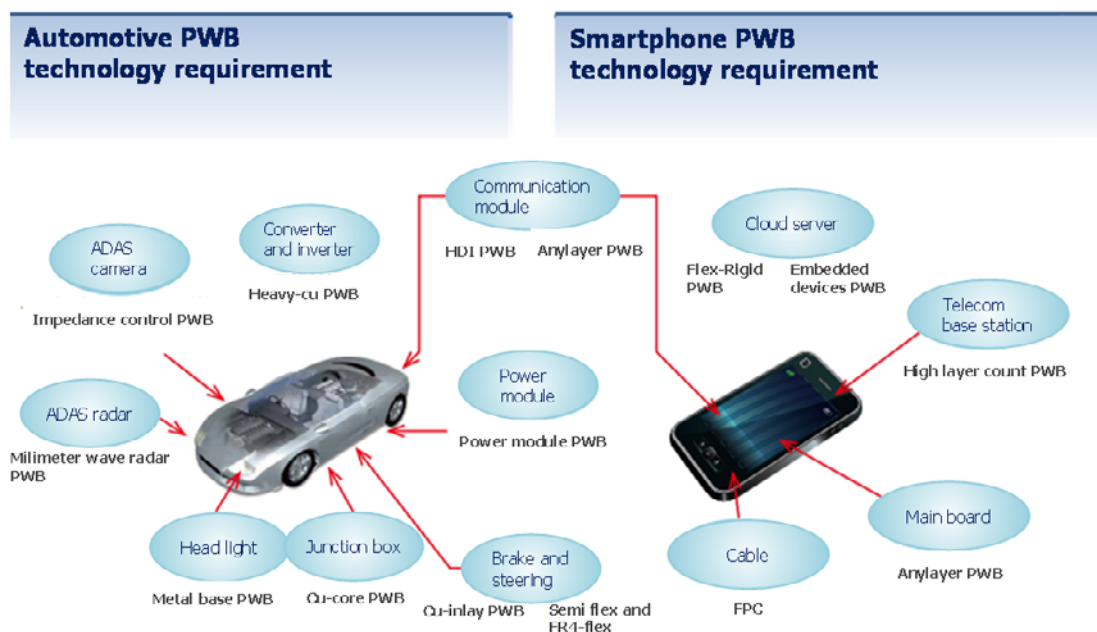 Automotive PWB
technology requirement
Smartphone PWB
technology requirement
Communication
module
HDI PWB
Anylayer PWB
Converter
and inverter
Heavy-cu PWB
ADAS
camera
Impedance control PWB
Cloud server
Flex-Rigid
PWB
Embedded
devices PWB
Telecom
base station
High layer count PWB
ADAS radar
Milimeter wave radar
PWB
Power
module
Power module PWB
Head light
Metal base PWB
Junction box
Cu-core PWB
Brake and
steering
Cu-inlay PWB
Semi flex and
FR4-flex
Cable
FPC
Main board
Anylayer PWB